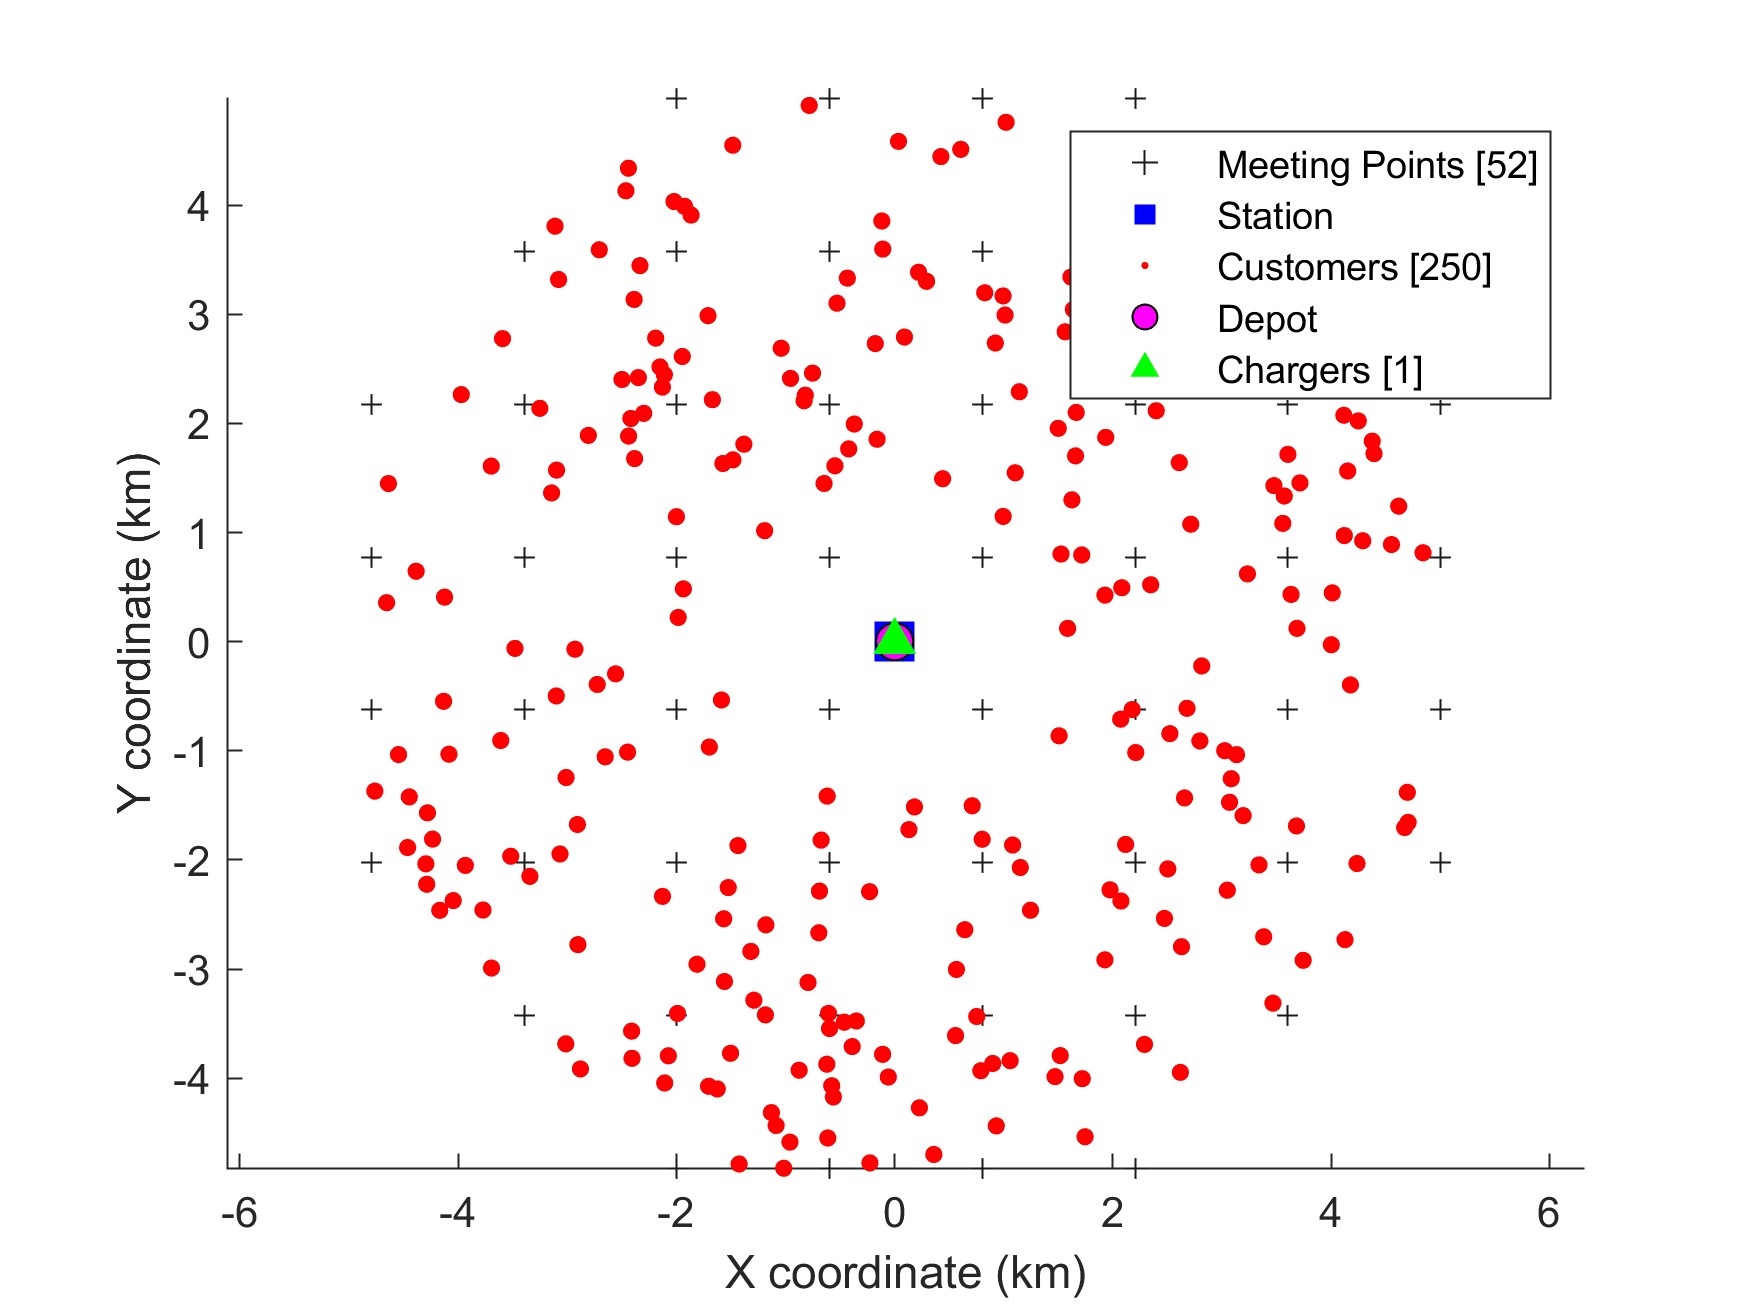 Meeting Points [52]
Station
Customers [250]
Depot
Chargers [1]
4
3
2
1
0
-1
-2
-3
-4
Y coordinate (km)
-6 -4 -2 0 2 4 6
X coordinate (km)